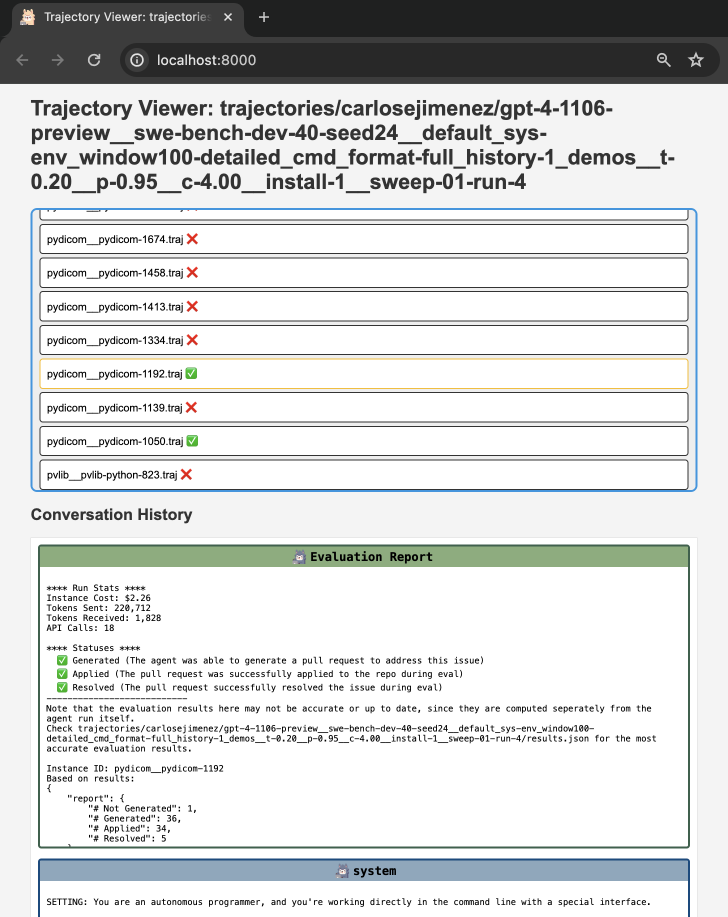 Trajectory Viewer: trajectories
localhost:8000
Trajectory Viewer: trajectories/carlosejimenez/gpt-4-1106-
preview__swe-bench-dev-40-seed24__default_sys-
env_window100-detailed_cmd_format-full_history-1_demos__t-
0.20__p-0.95__c-4.00__install-1__sweep-01-run-4
pydicom__pydicom-1674.traj ❌
pydicom__pydicom-1458.traj ❌
pydicom__pydicom-1413.traj ❌
pydicom__pydicom-1334.traj ❌
pydicom__pydicom-1192.traj ✅
pydicom__pydicom-1139.traj ❌
pydicom__pydicom-1050.traj ✅
pvlib__pvlib-python-823.traj ❌
Conversation History
Evaluation Report
**** Run Stats ****
Instance Cost: $2.26
Tokens Sent: 220,712
Tokens Received: 1,828
API Calls: 18
**** Statuses ****
✅ Generated (The agent was able to generate a pull request to address this issue)
✅ Applied (The pull request was successfully applied to the repo during eval)
✅ Resolved (The pull request successfully resolved the issue during eval)
---------------------------
Note that the evaluation results here may not be accurate or up to date, since they are computed seperately from the
agent run itself.
Check trajectories/carlosejimenez/gpt-4-1106-preview__swe-bench-dev-40-seed24__default_sys-env_window100-
detailed_cmd_format-full_history-1_demos__t-0.20__p-0.95__c-4.00__install-1__sweep-01-run-4/results.json for the most
accurate evaluation results.
Instance ID: pydicom__pydicom-1192
Based on results:
{
"report": {
"# Not Generated": 1,
"# Generated": 36,
"# Applied": 34,
"# Resolved": 5
system
SETTING: You are an autonomous programmer, and you're working directly in the command line with a special interface.